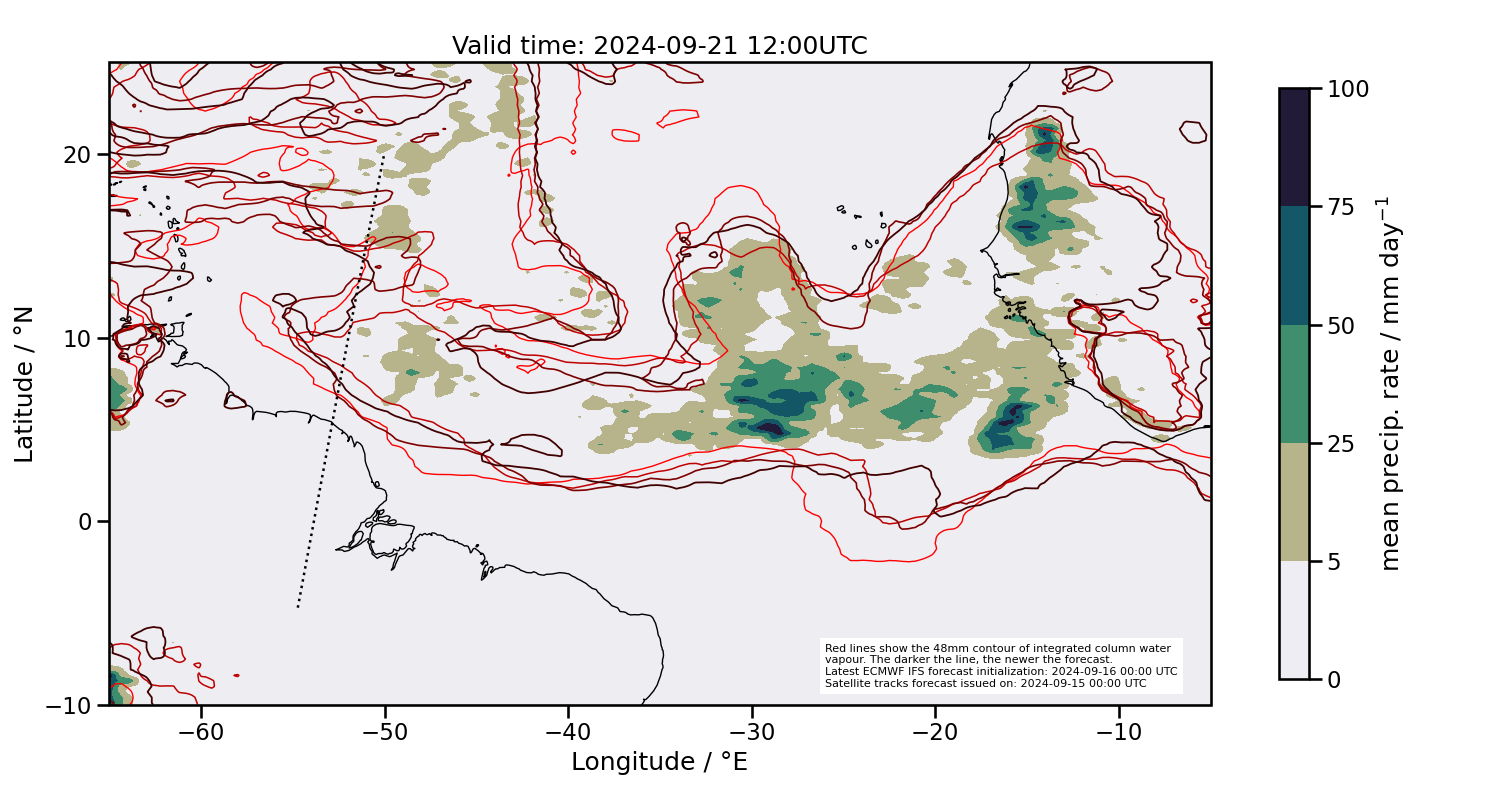 Valid time: 2024-09-21 12:00UTC
Latitude / °N
20
10
0
−10
−60
−50
−40
−30
−20
−10
Longitude / °E
Red lines show the 48mm contour of integrated column water
vapour. The darker the line, the newer the forecast.
Latest ECMWF IFS forecast initialization: 2024-09-16 00:00 UTC
Satellite tracks forecast issued on: 2024-09-15 00:00 UTC
100
75
50
25
5
0
mean precip. rate / mm day⁻¹